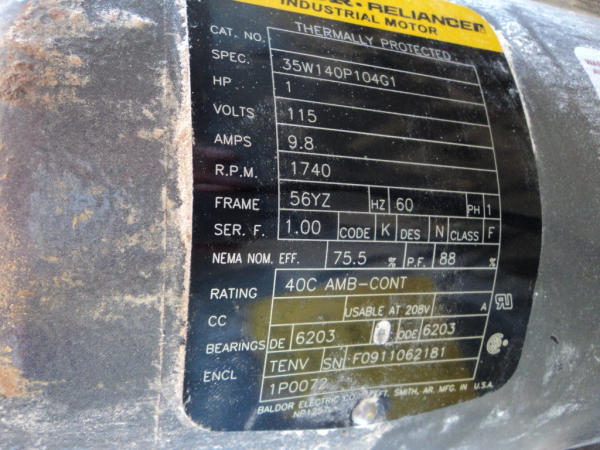 RELIANCE
INDUSTRIAL MOTOR
CAT. NO. THERMALLY PROTECTED
SPEC. 35W140P104G1
HP 1
VOLTS 115
AMPS 9.8
R.P.M. 1740
FRAME 56YZ HZ 60 PH 1
SER. F. 1.00 CODE K DES N CLASS F
NEMA NOM. EFF. 75.5 % P.F. 88 %
RATING 40C AMB-CONT
CC USABLE AT 208V A
BEARINGS DE 6203 ODE 6203
ENCL TENV SN F0911062181
1P0072
BALDOR ELECTRIC FT. SMITH, AR. MFG. IN U.S.A.